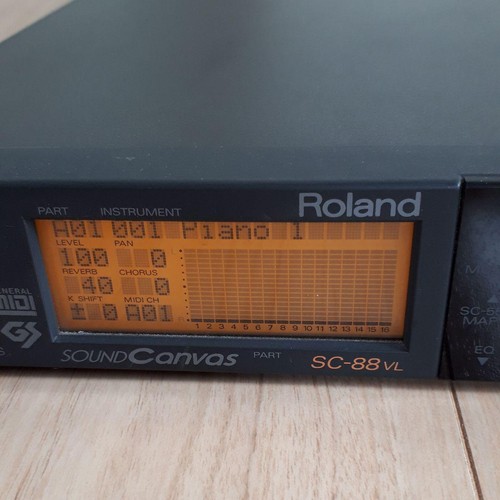 Roland
PART INSTRUMENT
A01 001 Piano 1
LEVEL PAN
100 0
REVERB CHORUS
40 0
K SHIFT MIDI CH
± 0 A01
1 2 3 4 5 6 7 8 9 10 11 12 13 14 15 16
MIDI
GS
SOUND Canvas PART SC-88 VL
EQ